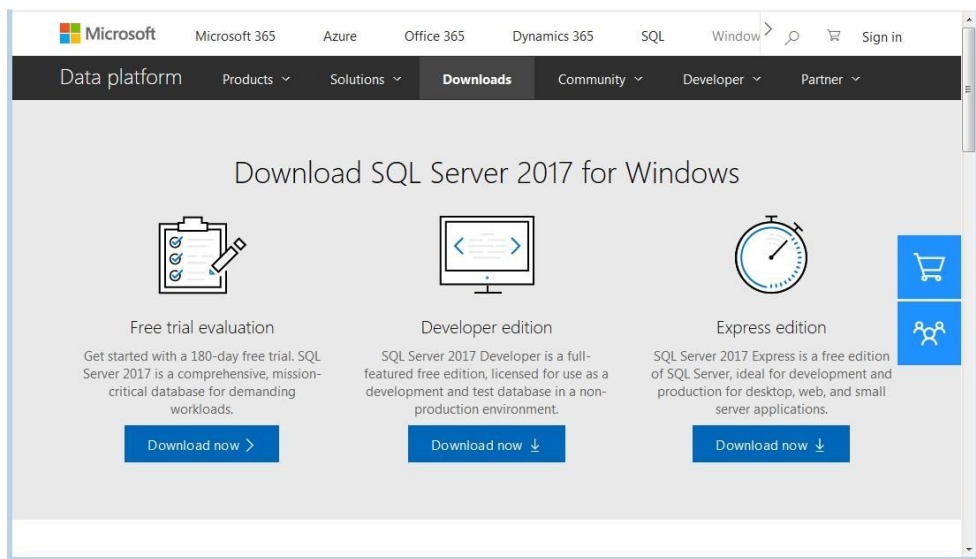 Microsoft Microsoft 365 Azure Office 365 Dynamics 365 SQL Window Sign in
Data platform Products Solutions Downloads Community Developer Partner
Download SQL Server 2017 for Windows
Free trial evaluation
Get started with a 180-day free trial. SQL
Server 2017 is a comprehensive, mission-
critical database for demanding
workloads.
Download now
Developer edition
SQL Server 2017 Developer is a full-
featured free edition, licensed for use as a
development and test database in a non-
production environment.
Download now
Express edition
SQL Server 2017 Express is a free edition
of SQL Server, ideal for development and
production for desktop, web, and small
server applications.
Download now